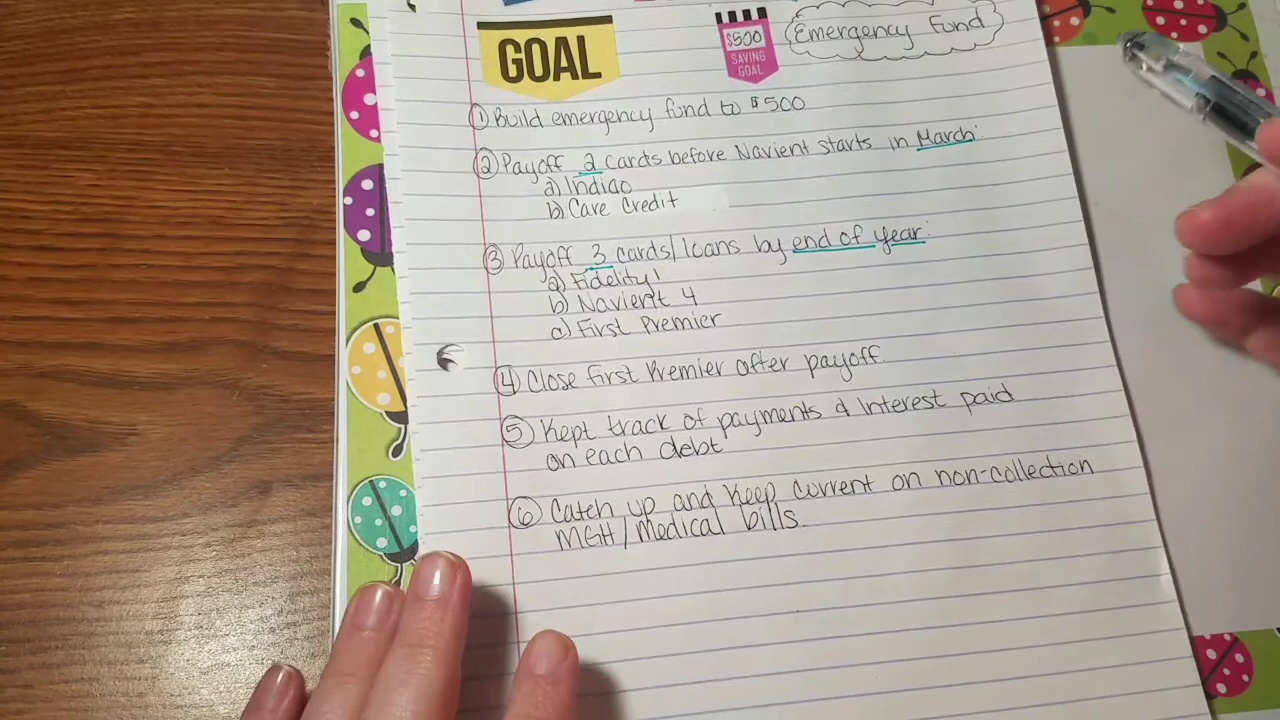 GOAL
$500
SAVING
GOAL
Emergency Fund
① Build emergency fund to $500
② Payoff 2 cards before Navient starts in March:
a) Indigo
b) Care Credit
③ Payoff 3 cards/loans by end of year:
a) Fidelity1
b) Navient 4
c) First Premier
④ Close First Premier after payoff.
⑤ Kept track of payments & Interest paid
on each debt
⑥ Catch up and Keep current on non-collection
MGH/Medical bills.